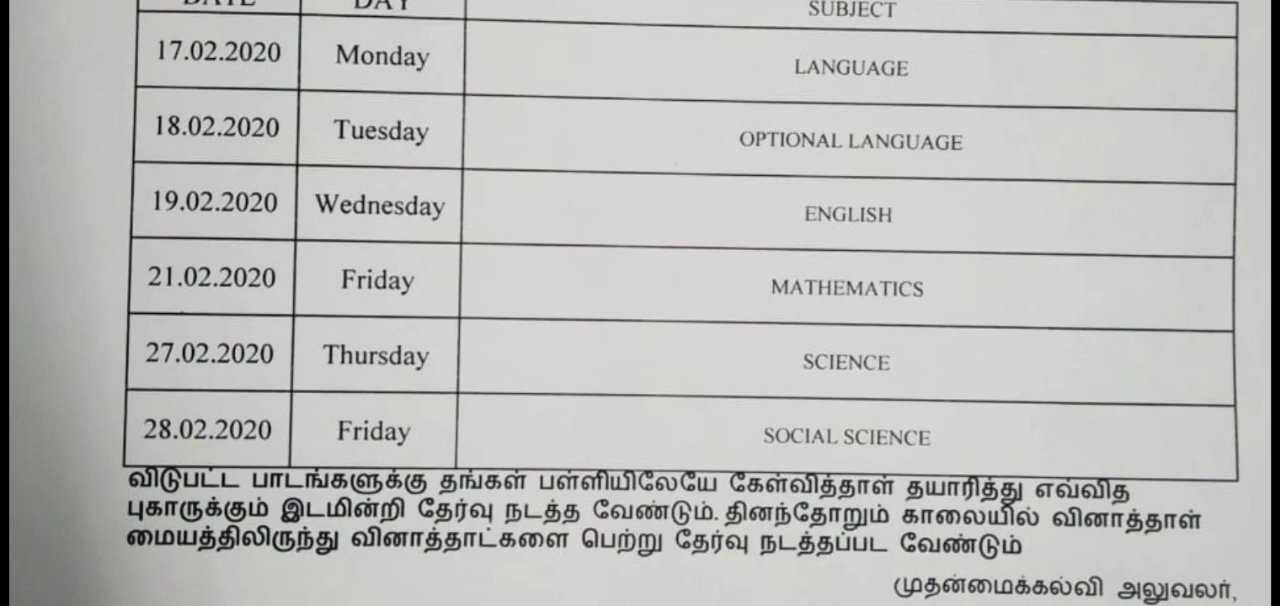 DATE DAY SUBJECT
17.02.2020 Monday LANGUAGE
18.02.2020 Tuesday OPTIONAL LANGUAGE
19.02.2020 Wednesday ENGLISH
21.02.2020 Friday MATHEMATICS
27.02.2020 Thursday SCIENCE
28.02.2020 Friday SOCIAL SCIENCE
விடுபட்ட பாடங்களுக்கு தங்கள் பள்ளியிலேயே கேள்வித்தாள் தயாரித்து எவ்வித
புகாருக்கும் இடமின்றி தேர்வு நடத்த வேண்டும். தினந்தோறும் காலையில் வினாத்தாள்
மையத்திலிருந்து வினாத்தாட்களை பெற்று தேர்வு நடத்தப்பட வேண்டும்
முதன்மைக்கல்வி அலுவலர்,